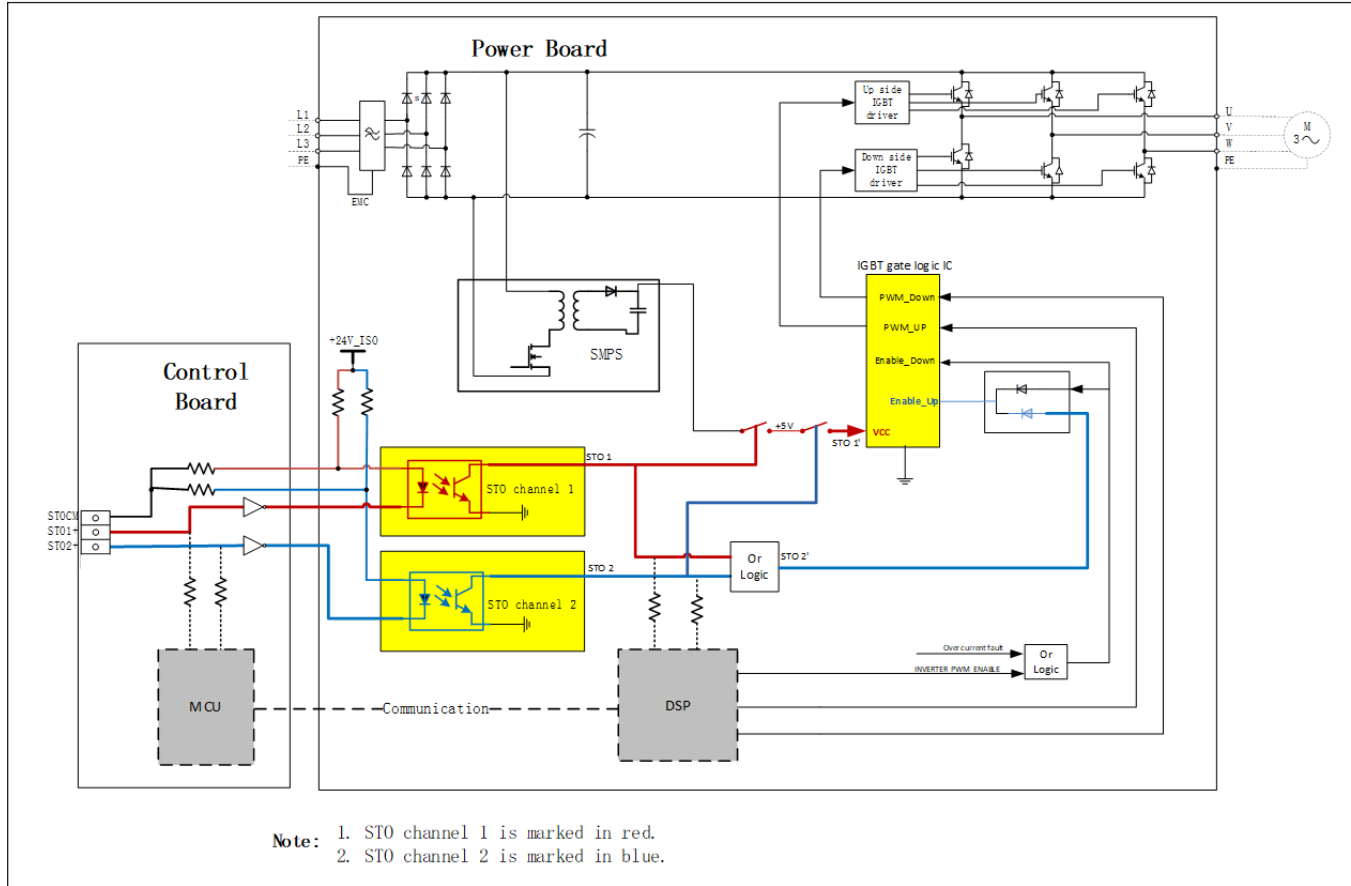 Power Board
L1
L2
L3
PE
EMC
s
Up side
IGBT
driver
Down side
IGBT
driver
U
V
W
PE
M
3
SMPS
IGBT gate logic IC
PWM_Down
PWM_UP
Enable_Down
Enable_Up
VCC
+24V_ISO
Control
Board
+5V
STO 1'
STO 1
STO channel 1
STOCM
STO1+
STO2+
STO 2
STO channel 2
Or
Logic
STO 2'
Over current fault
INVERTER PWM ENABLE
Or
Logic
MCU
Communication
DSP
Note: 1. STO channel 1 is marked in red.
2. STO channel 2 is marked in blue.